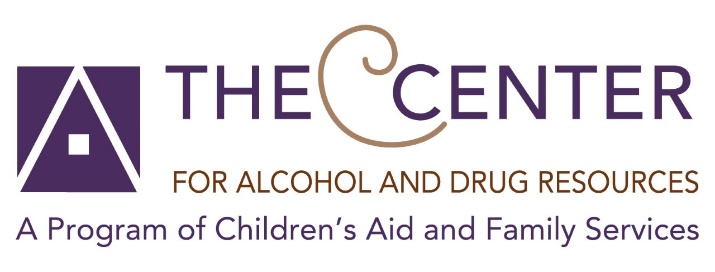 THE CENTER
FOR ALCOHOL AND DRUG RESOURCES
A Program of Children's Aid and Family Services